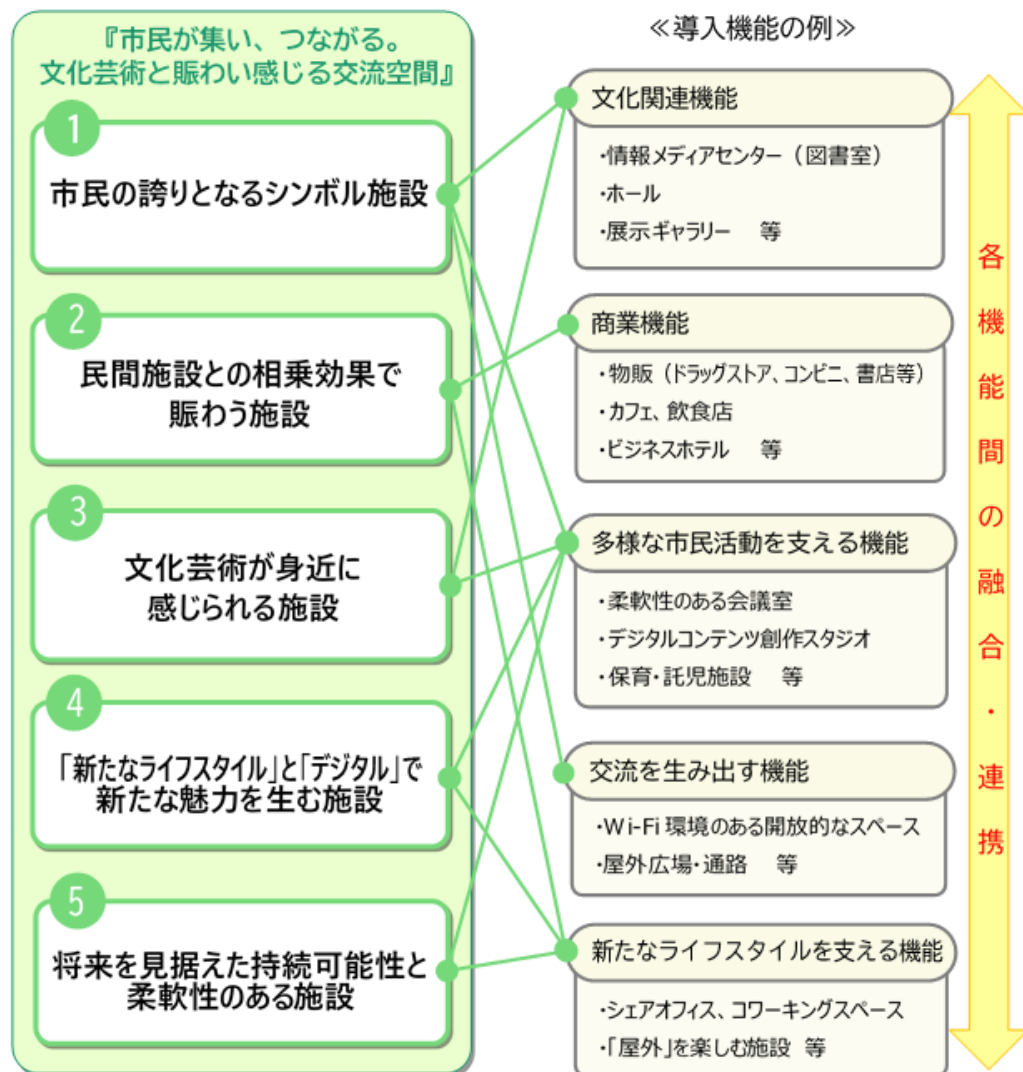 『市民が集い、つながる。
文化芸術と賑わい感じる交流空間』
1
市民の誇りとなるシンボル施設
2
民間施設との相乗効果で
賑わう施設
3
文化芸術が身近に
感じられる施設
4
「新たなライフスタイル」と「デジタル」で
新たな魅力を生む施設
5
将来を見据えた持続可能性と
柔軟性のある施設
≪導入機能の例≫
文化関連機能
・情報メディアセンター（図書室）
・ホール
・展示ギャラリー　等
商業機能
・物販（ドラッグストア、コンビニ、書店等）
・カフェ、飲食店
・ビジネスホテル　等
多様な市民活動を支える機能
・柔軟性のある会議室
・デジタルコンテンツ創作スタジオ
・保育・託児施設　等
交流を生み出す機能
・Wi-Fi 環境のある開放的なスペース
・屋外広場・通路　等
新たなライフスタイルを支える機能
・シェアオフィス、コワーキングスペース
・「屋外」を楽しむ施設 等
各機能間の融合・連携